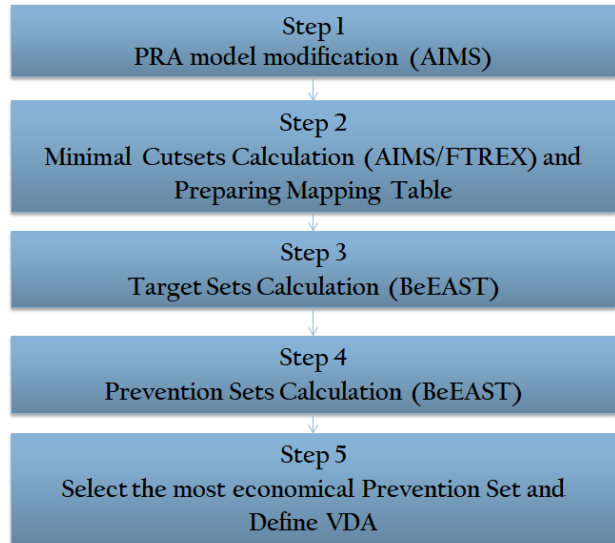 Step 1
PRA model modification (AIMS)
Step 2
Minimal Cutsets Calculation (AIMS/FTREX) and
Preparing Mapping Table
Step 3
Target Sets Calculation (BeEAST)
Step 4
Prevention Sets Calculation (BeEAST)
Step 5
Select the most economical Prevention Set and
Define VDA